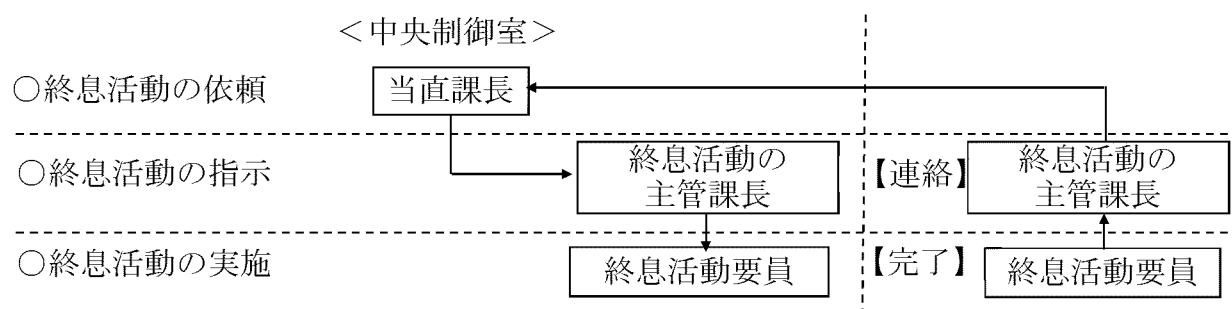 ＜中央制御室＞
○終息活動の依頼
当直課長
○終息活動の指示
終息活動の
主管課長
【連絡】
終息活動の
主管課長
○終息活動の実施
終息活動要員
【完了】
終息活動要員